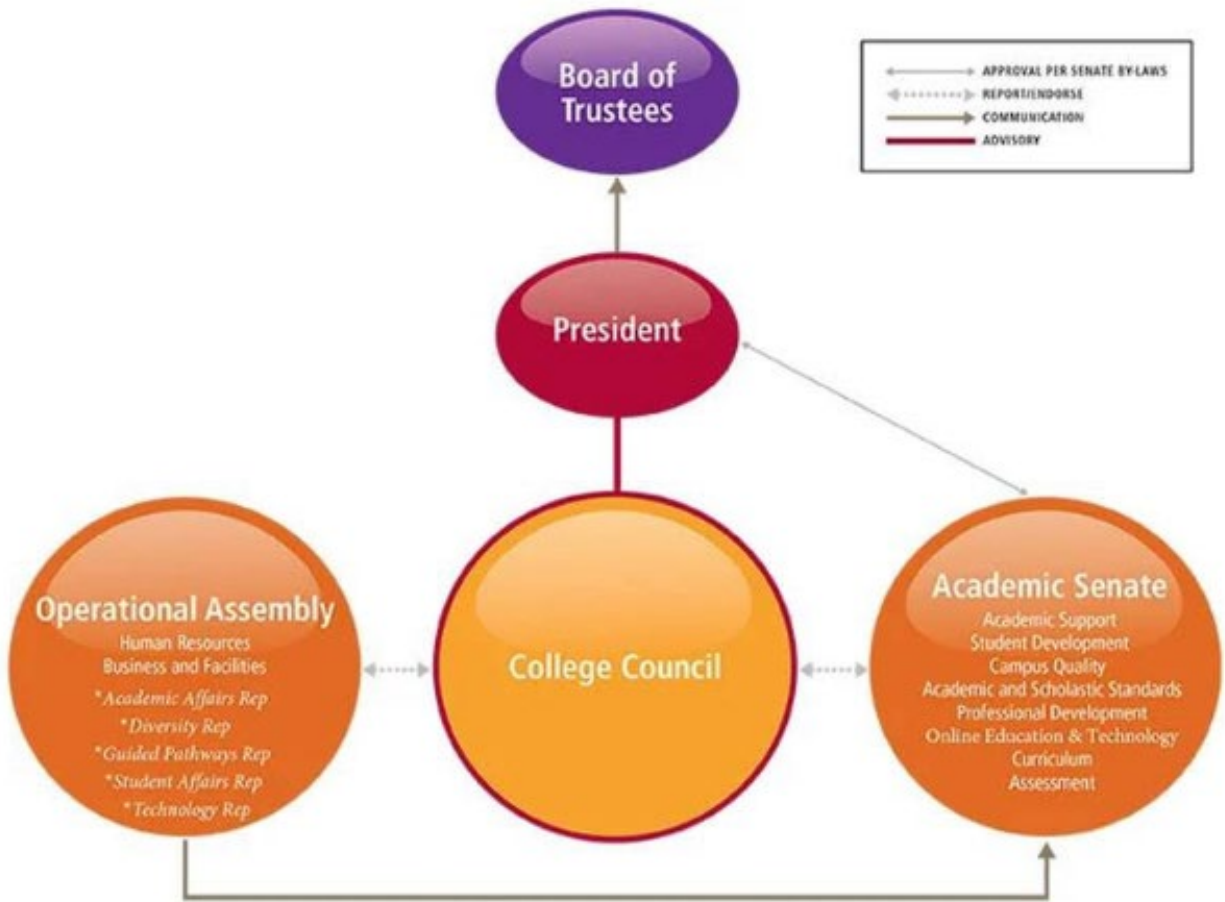 Board of
Trustees
APPROVAL PER SENATE BY-LAWS
REPORT/ENDORSE
COMMUNICATION
ADVISORY
President
Operational Assembly
Human Resources
Business and Facilities
*Academic Affairs Rep
*Diversity Rep
*Guided Pathways Rep
*Student Affairs Rep
*Technology Rep
College Council
Academic Senate
Academic Support
Student Development
Campus Quality
Academic and Scholastic Standards
Professional Development
Online Education & Technology
Curriculum
Assessment